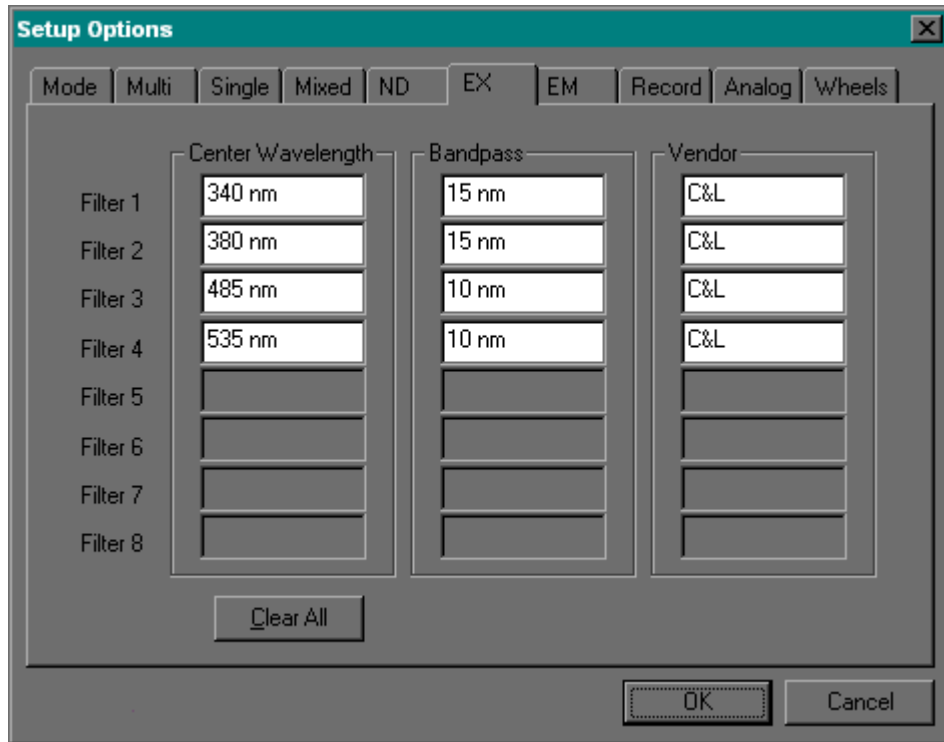 Setup Options
Mode Multi Single Mixed ND EX EM Record Analog Wheels
Center Wavelength Bandpass Vendor
Filter 1 340 nm 15 nm C&L
Filter 2 380 nm 15 nm C&L
Filter 3 485 nm 10 nm C&L
Filter 4 535 nm 10 nm C&L
Filter 5
Filter 6
Filter 7
Filter 8
Clear All
OK Cancel